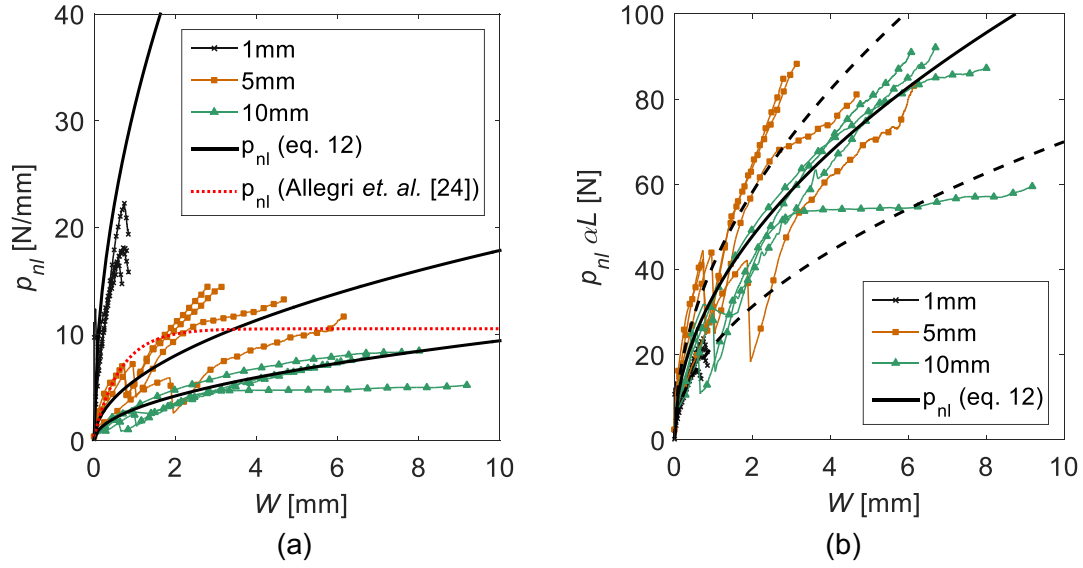 40
30
20
10
0
p_nl [N/mm]
1mm
5mm
10mm
p_nl (eq. 12)
p_nl (Allegri et. al. [24])
0 2 4 6 8 10
W [mm]
(a)
100
80
60
40
20
0
p_nl αL [N]
1mm
5mm
10mm
p_nl (eq. 12)
0 2 4 6 8 10
W [mm]
(b)